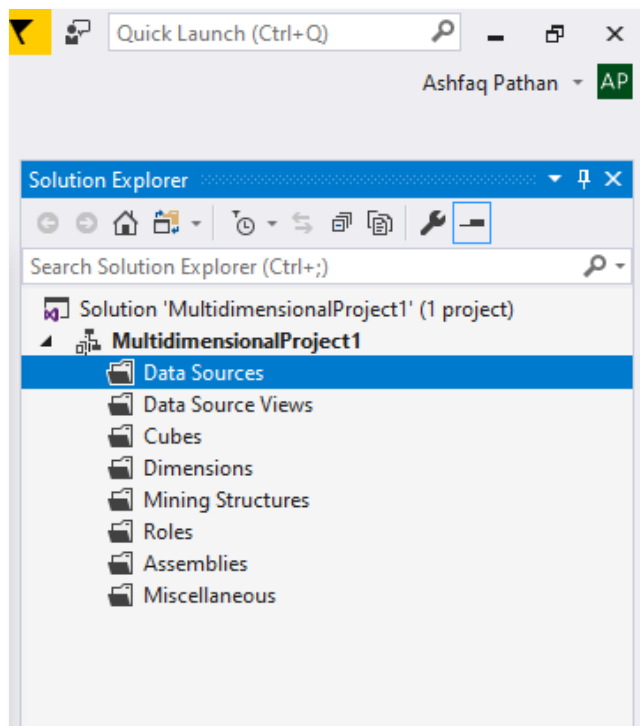 Quick Launch (Ctrl+Q)
Ashfaq Pathan AP
Solution Explorer
Search Solution Explorer (Ctrl+;)
Solution 'MultidimensionalProject1' (1 project)
MultidimensionalProject1
Data Sources
Data Source Views
Cubes
Dimensions
Mining Structures
Roles
Assemblies
Miscellaneous